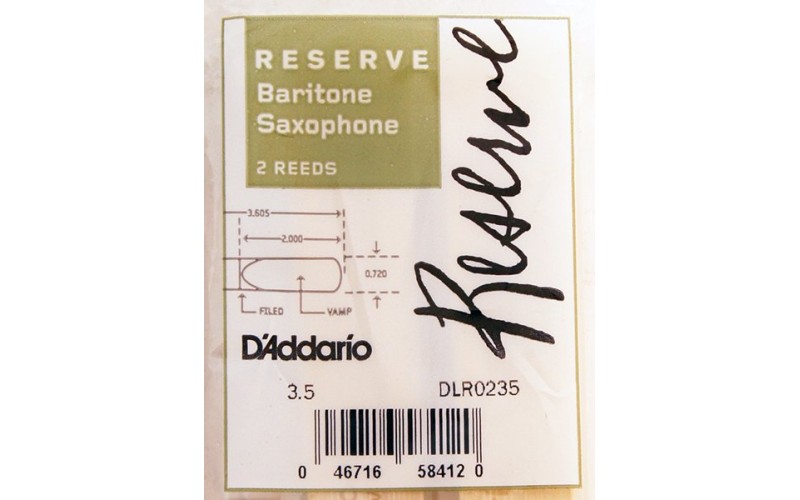 RESERVE
Baritone
Saxophone
2 REEDS
Reserve
3.605
2.000
0.720
FILED
VAMP
D'Addario
3.5
DLR0235
0 46716 58412 0